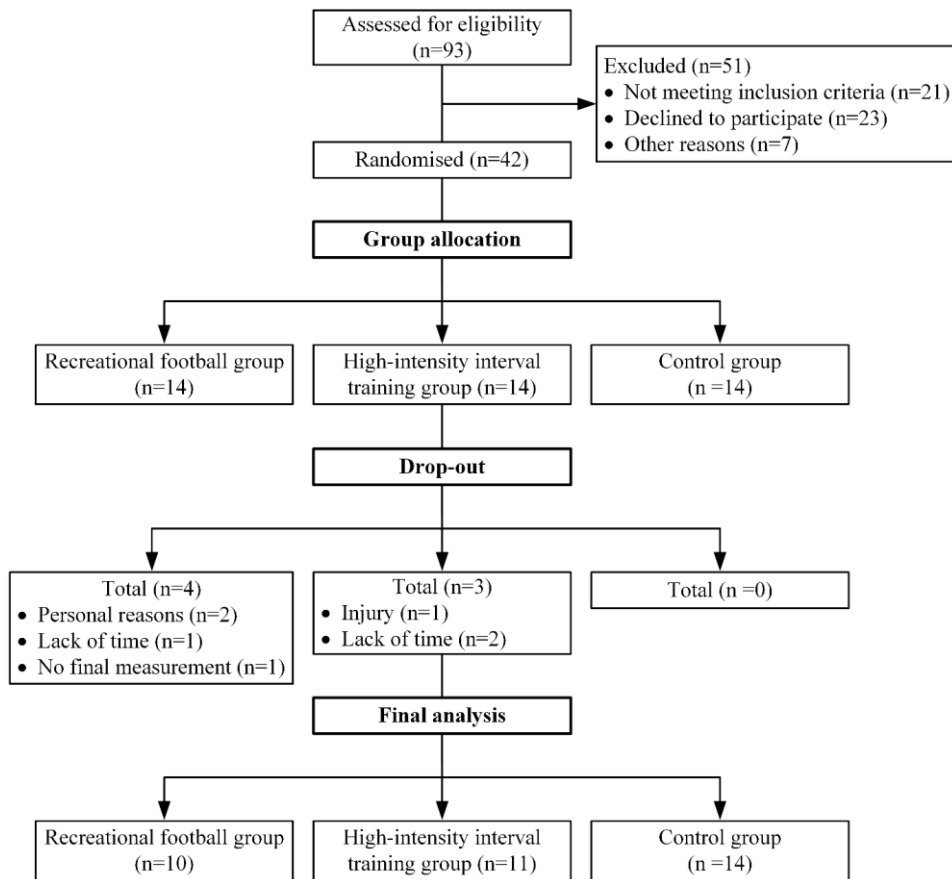 Assessed for eligibility
(n=93)
Excluded (n=51)
• Not meeting inclusion criteria (n=21)
• Declined to participate (n=23)
• Other reasons (n=7)
Randomised (n=42)
Group allocation
Recreational football group
(n=14)
High-intensity interval
training group (n=14)
Control group
(n =14)
Drop-out
Total (n=4)
• Personal reasons (n=2)
• Lack of time (n=1)
• No final measurement (n=1)
Total (n=3)
• Injury (n=1)
• Lack of time (n=2)
Total (n =0)
Final analysis
Recreational football group
(n=10)
High-intensity interval
training group (n=11)
Control group
(n =14)